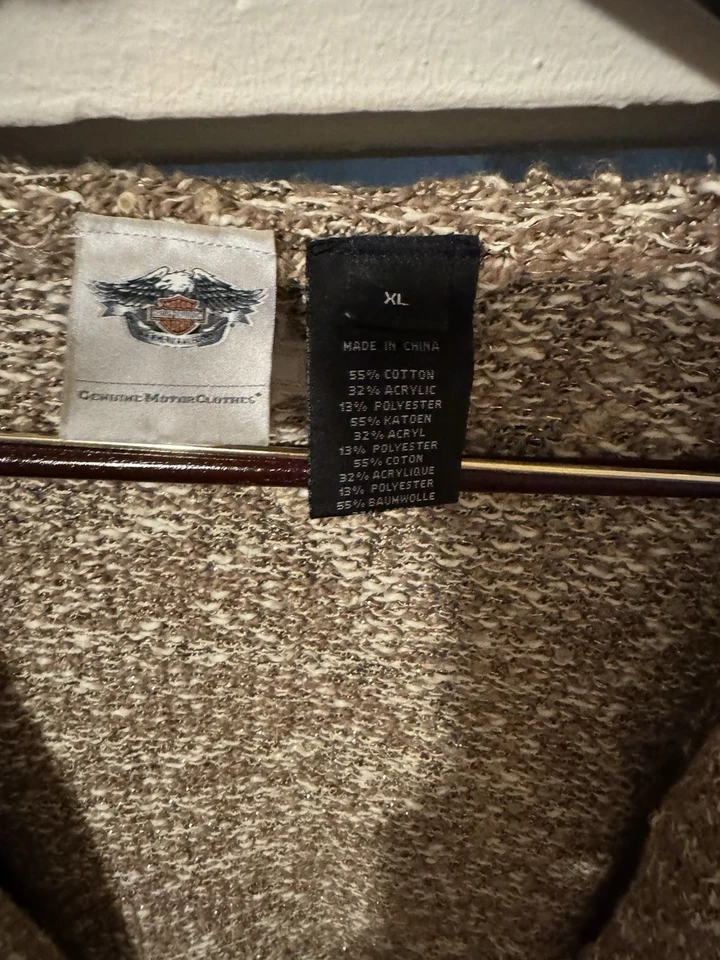 HARLEY-DAVIDSON
GENUINE MOTORCLOTHES®
XL
MADE IN CHINA
55% COTTON
32% ACRYLIC
13% POLYESTER
55% KATOEN
32% ACRYL
13% POLYESTER
55% COTON
32% ACRYLIQUE
13% POLYESTER
55% BAUMWOLLE